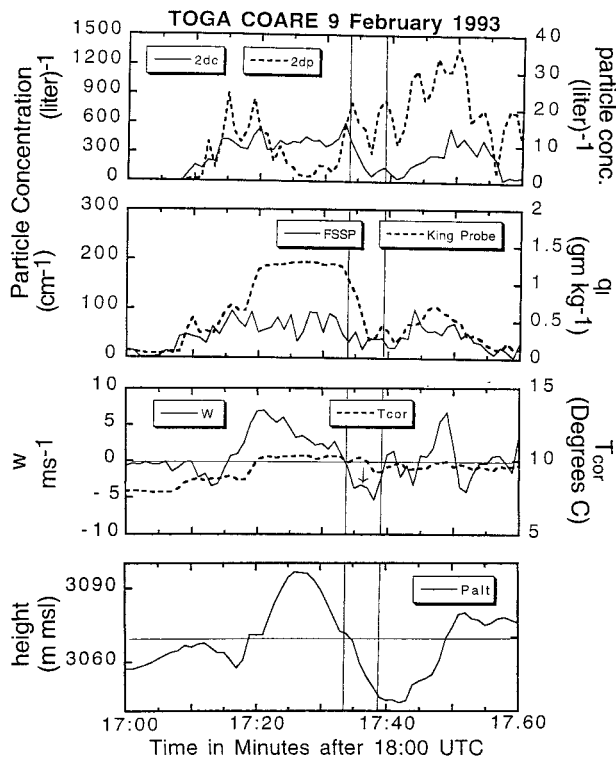 TOGA COARE 9 February 1993
1500
1200
900
600
300
0
Particle Concentration
(liter)-1
2dc
2dp
40
30
20
10
0
particle conc.
(liter)-1
300
200
100
0
(cm-1)
FSSP
King Probe
2
1.5
1
0.5
0
ql
(gm kg-1)
10
5
0
-5
-10
w
ms-1
W
Tcor
15
10
5
Tcor
(Degrees C)
3090
3060
height
(m msl)
Palt
17:00
17:20
17:40
17.60
Time in Minutes after 18:00 UTC